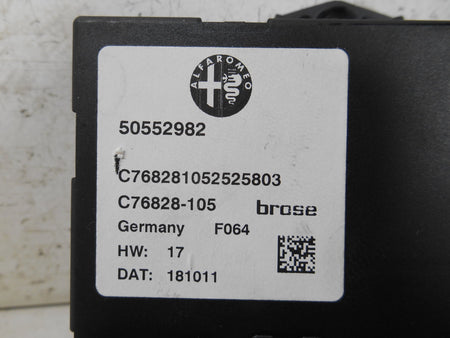 ALFA ROMEO
50552982
C768281052525803
C76828-105 brose
Germany F064
HW: 17
DAT: 181011